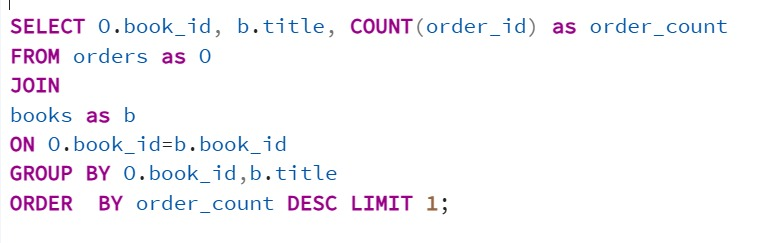 SELECT O.book_id, b.title, COUNT(order_id) as order_count
FROM orders as O
JOIN
books as b
ON O.book_id=b.book_id
GROUP BY O.book_id,b.title
ORDER  BY order_count DESC LIMIT 1;